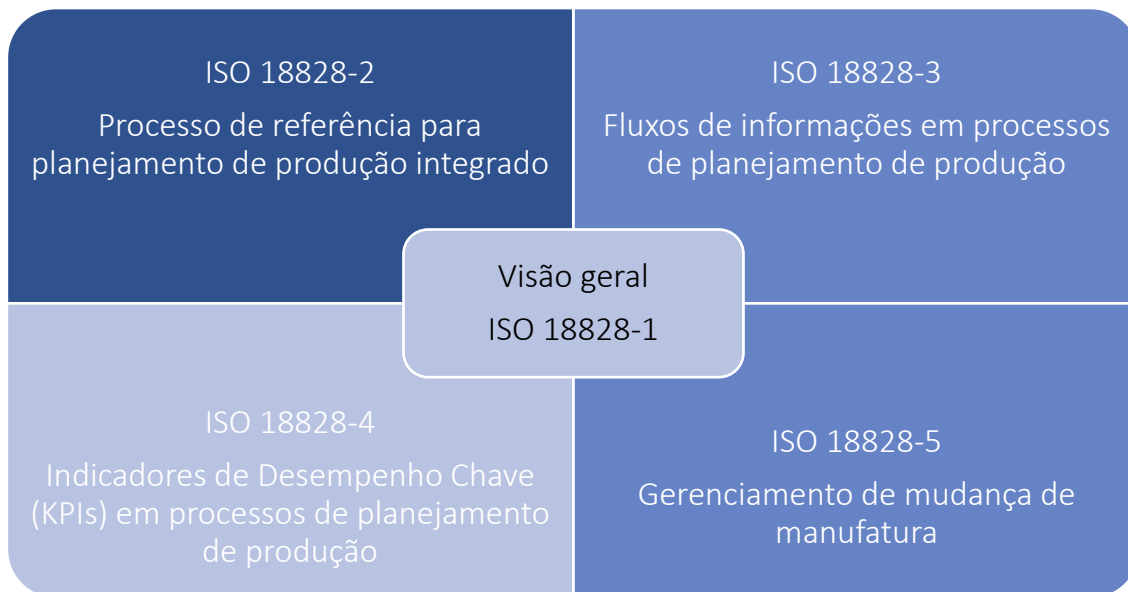 ISO 18828-2
Processo de referência para
planejamento de produção integrado
ISO 18828-3
Fluxos de informações em processos
de planejamento de produção
Visão geral
ISO 18828-1
ISO 18828-4
Indicadores de Desempenho Chave
(KPIs) em processos de planejamento
de produção
ISO 18828-5
Gerenciamento de mudança de
manufatura